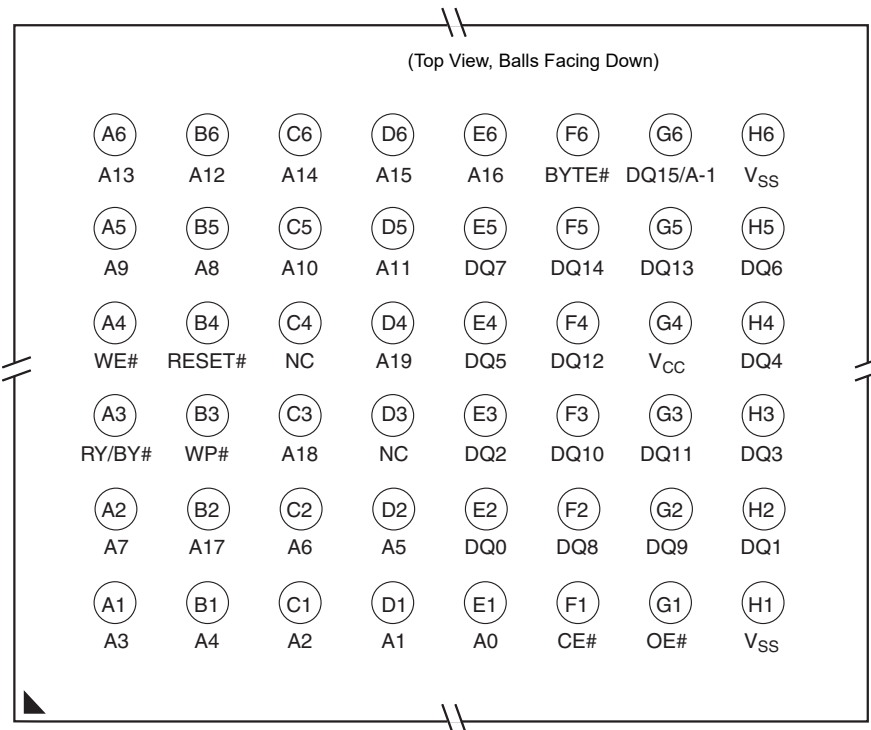 (Top View, Balls Facing Down)
A6 B6 C6 D6 E6 F6 G6 H6
A13 A12 A14 A15 A16 BYTE# DQ15/A-1 VSS
A5 B5 C5 D5 E5 F5 G5 H5
A9 A8 A10 A11 DQ7 DQ14 DQ13 DQ6
A4 B4 C4 D4 E4 F4 G4 H4
WE# RESET# NC A19 DQ5 DQ12 VCC DQ4
A3 B3 C3 D3 E3 F3 G3 H3
RY/BY# WP# A18 NC DQ2 DQ10 DQ11 DQ3
A2 B2 C2 D2 E2 F2 G2 H2
A7 A17 A6 A5 DQ0 DQ8 DQ9 DQ1
A1 B1 C1 D1 E1 F1 G1 H1
A3 A4 A2 A1 A0 CE# OE# VSS